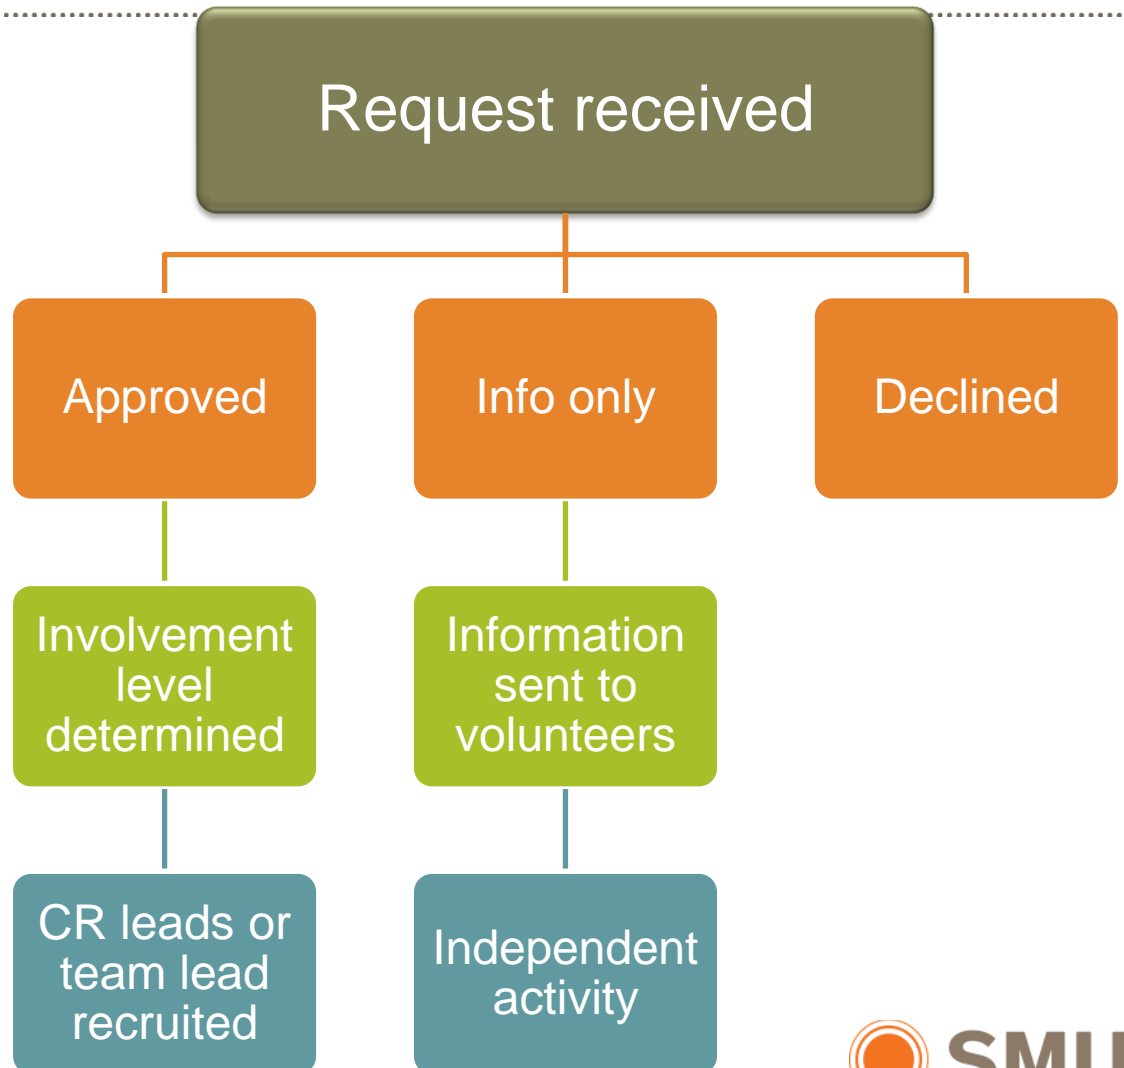 Request received
Approved
Info only
Declined
Involvement
level
determined
Information
sent to
volunteers
CR leads or
team lead
recruited
Independent
activity